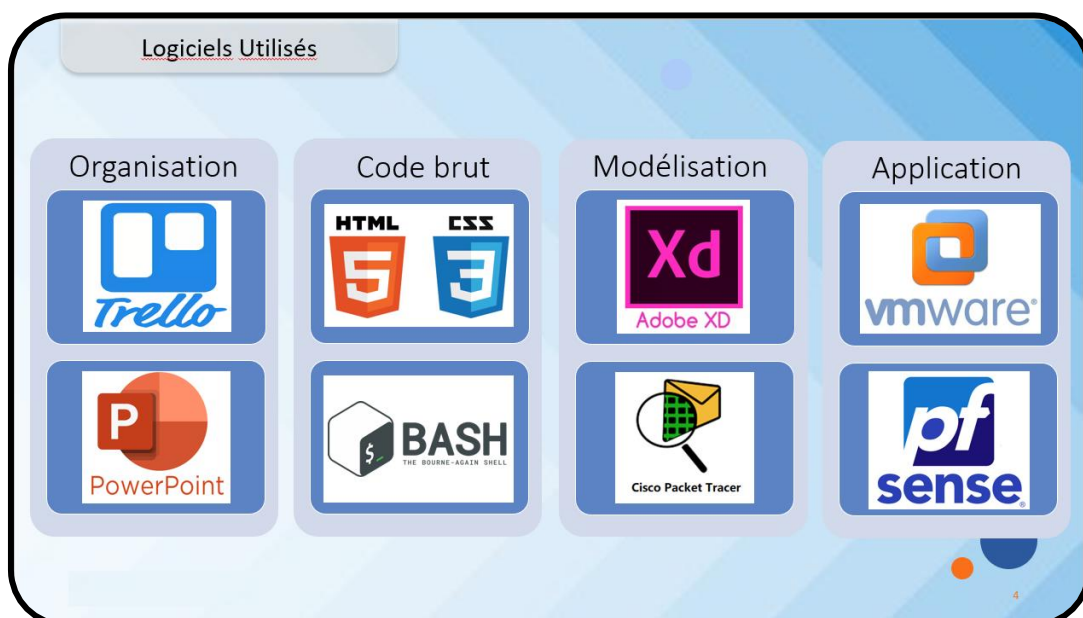 Logiciels Utilisés
Organisation
Trello
P
PowerPoint
Code brut
HTML CSS
5 3
$_ BASH
THE BOURNE-AGAIN SHELL
Modélisation
Xd
Adobe XD
Cisco Packet Tracer
Application
vmware®
pf
sense®
4